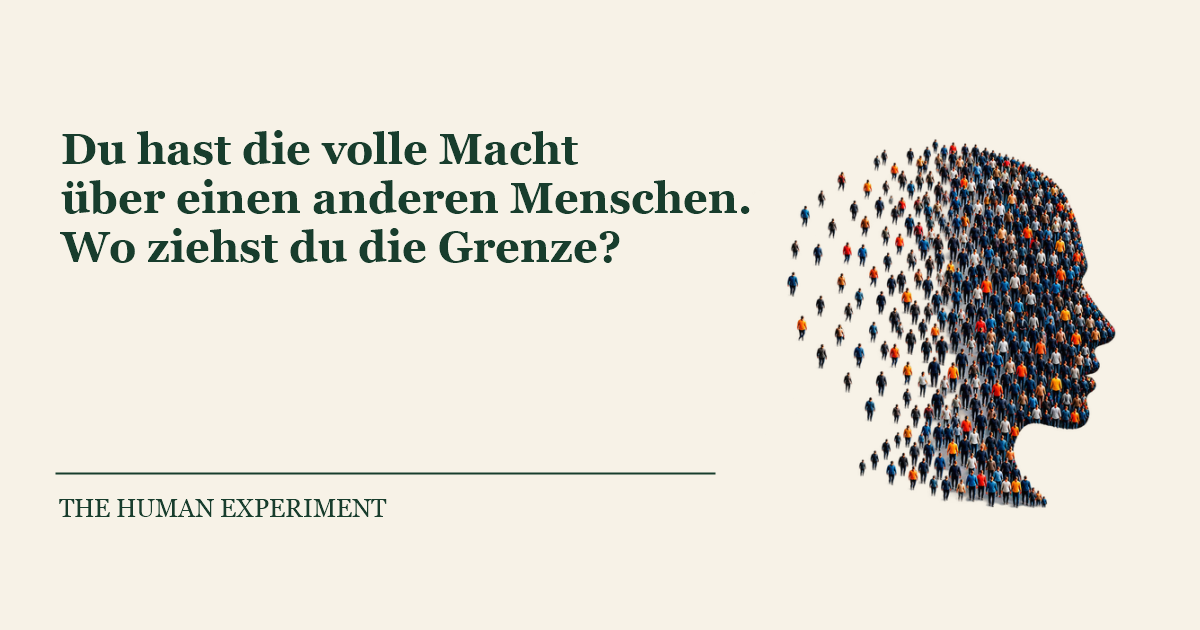 Du hast die volle Macht
über einen anderen Menschen.
Wo ziehst du die Grenze?
THE HUMAN EXPERIMENT